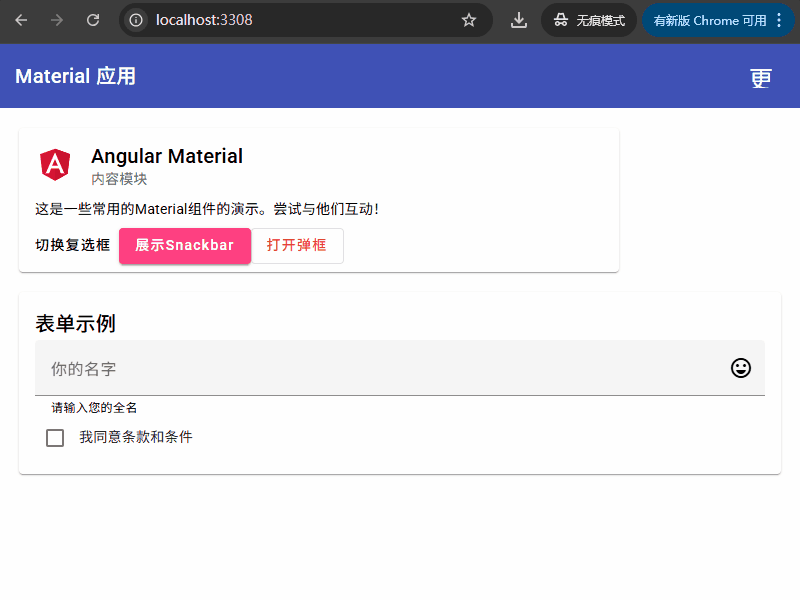 localhost:3308
无痕模式
有新版 Chrome 可用
Material 应用
更
Angular Material
内容模块
这是一些常用的Material组件的演示。尝试与他们互动!
切换复选框 展示Snackbar 打开弹框
表单示例
你的名字
请输入您的全名
我同意条款和条件